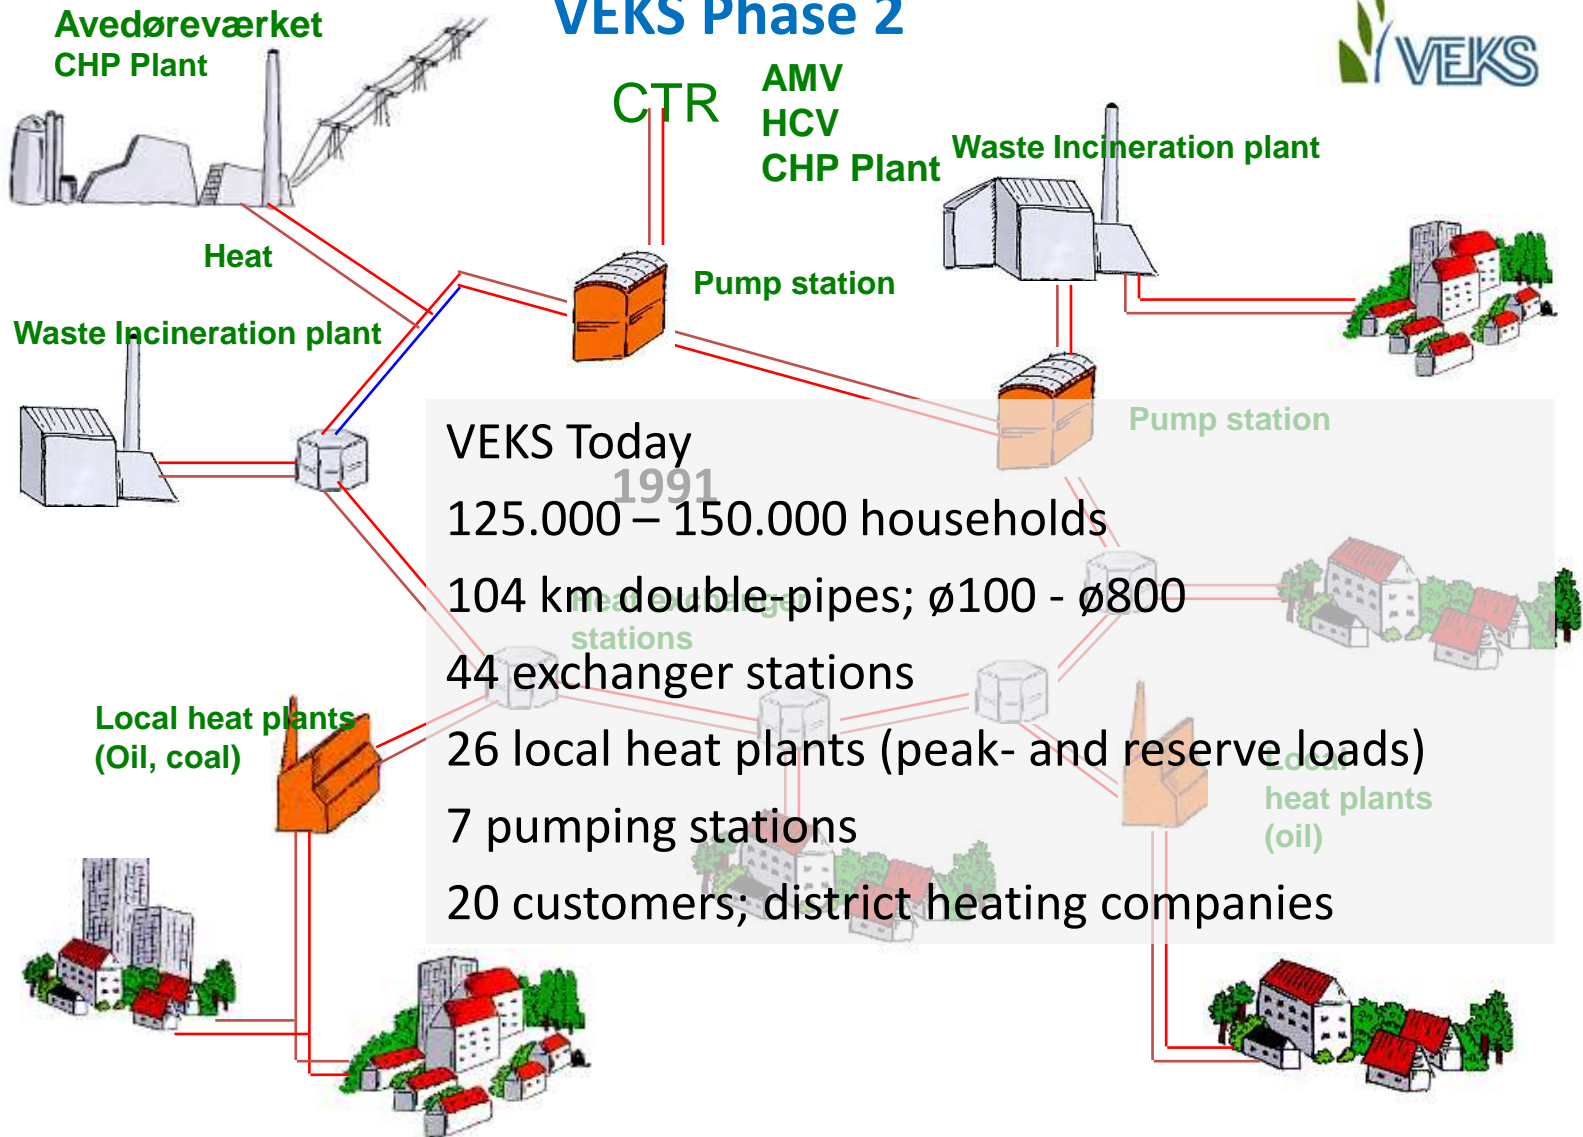 VEKS Phase 2
Avedøreværket
CHP Plant
VEKS
CTR
AMV
HCV
CHP Plant
Waste Incineration plant
Heat
Pump station
Waste Incineration plant
Pump station
VEKS Today
1991
125.000 – 150.000 households
104 km double-pipes; ø100 - ø800
Heat exchanger
stations
44 exchanger stations
Local heat plants
(Oil, coal)
26 local heat plants (peak- and reserve loads)
Local
heat plants
(oil)
7 pumping stations
20 customers; district heating companies